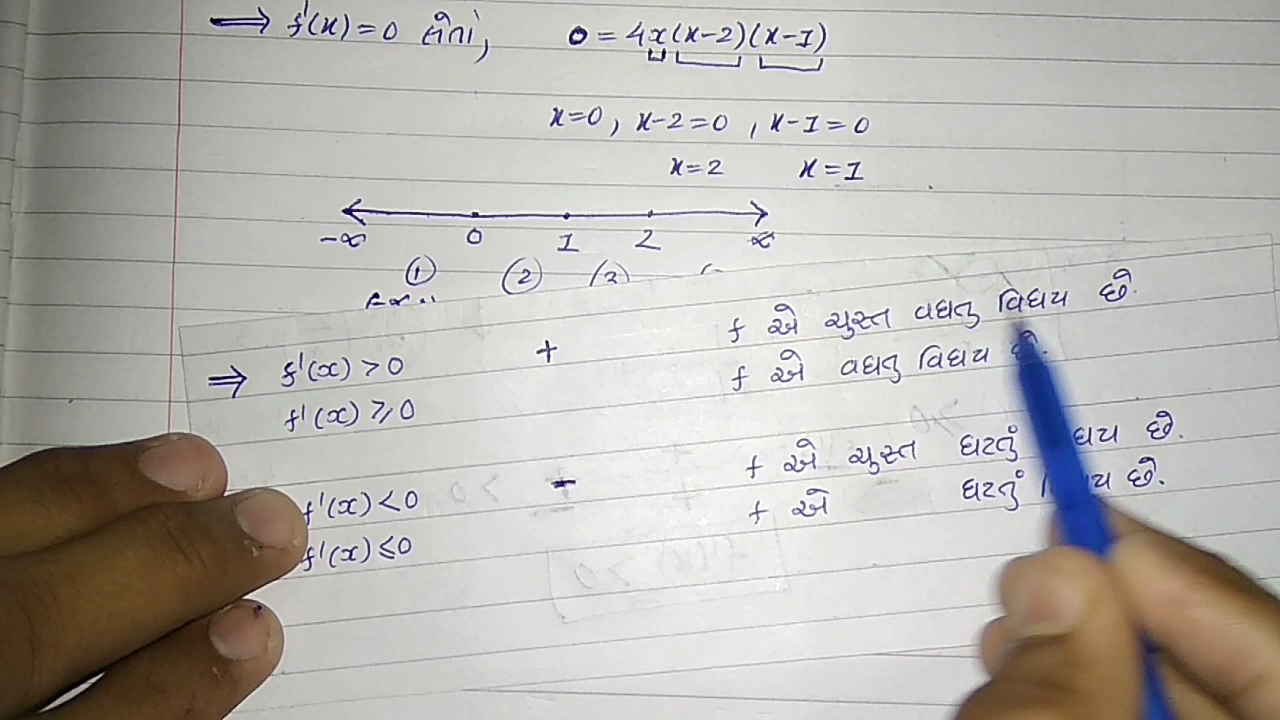 ⟹ f'(x)=0 લેતાં, 0 = 4x(x-2)(x-1)
x=0, x-2=0, x-1=0
x=2 x=1
-∞ 0 1 2 ∞
① ②
⇒ f'(x) > 0 + f એ ચુસ્ત વધતુ વિધેય છે.
f'(x) ≥ 0 f એ વધતુ વિધેય છે.
f'(x) < 0 - f એ ચુસ્ત ઘટતું છે.
f'(x) ≤ 0 f એ ઘટતું છે.